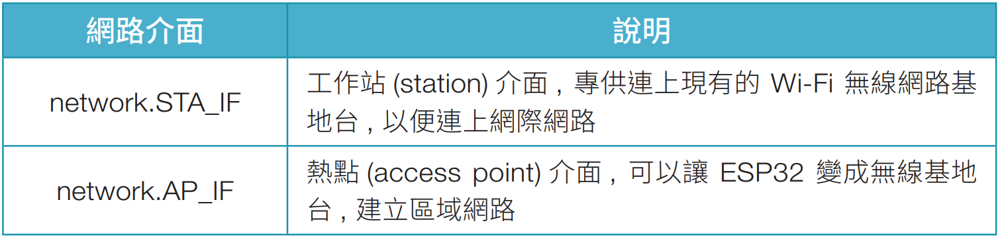 網路介面 說明
network.STA_IF
工作站 (station) 介面 , 專供連上現有的 Wi-Fi 無線網路基
地台 , 以便連上網際網路
network.AP_IF
熱點 (access point) 介面 , 可以讓 ESP32 變成無線基地
台 , 建立區域網路